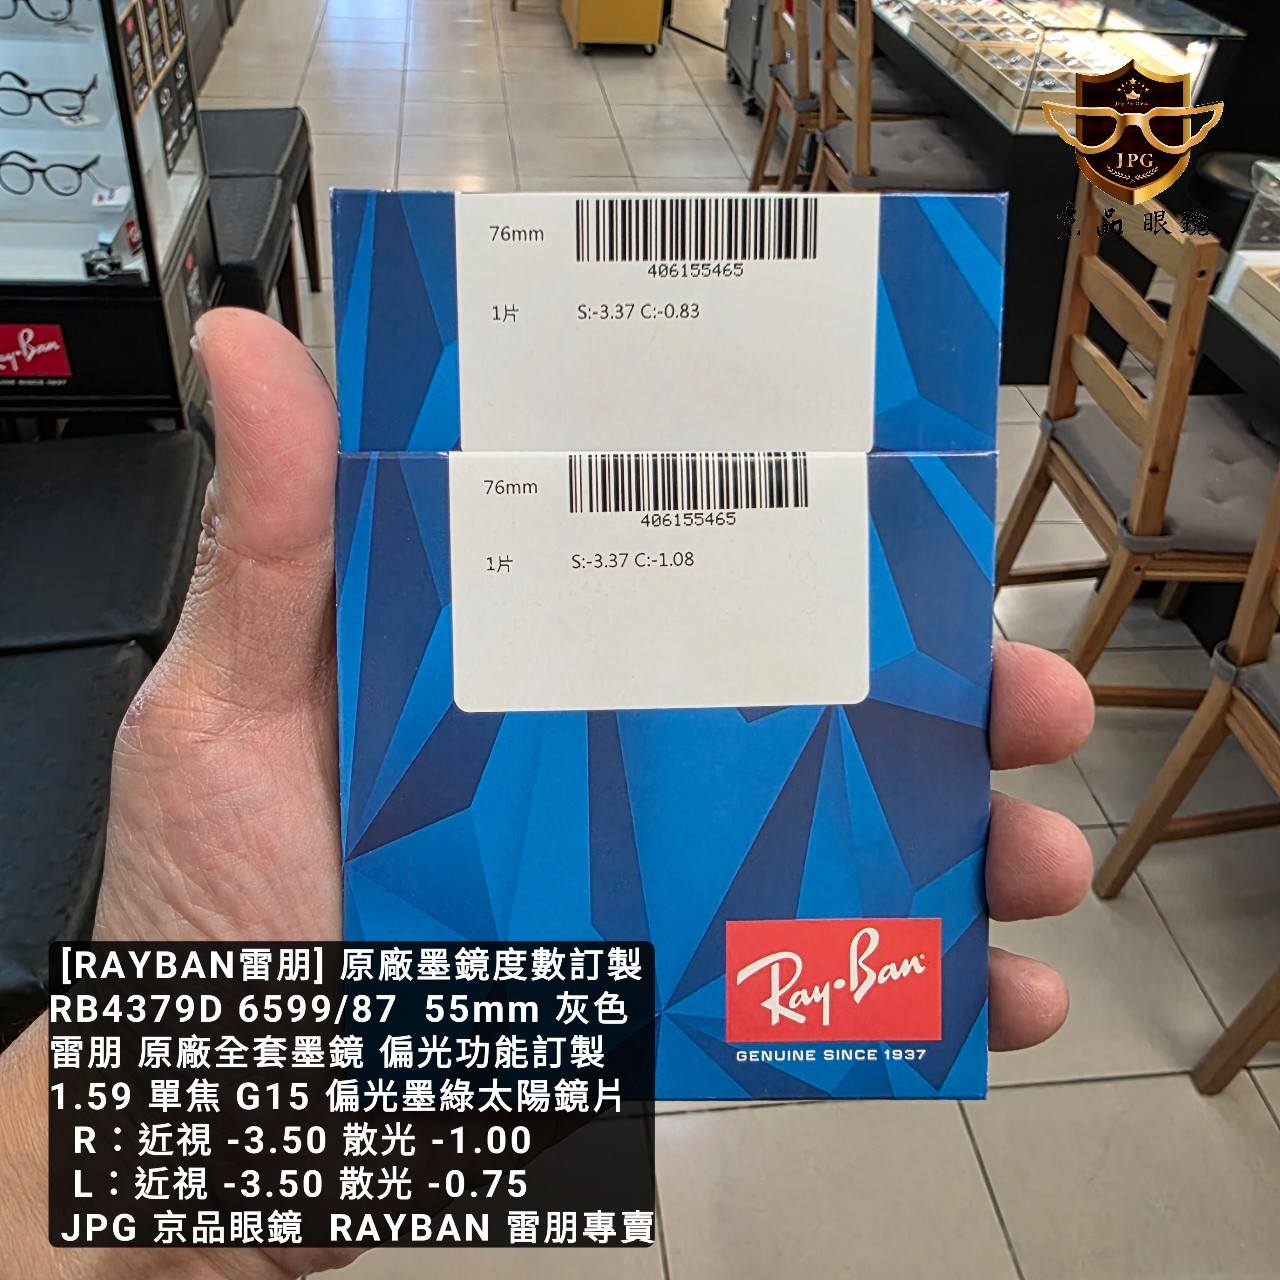 JPG
京品眼鏡
76mm
406155465
1片 S:-3.37 C:-0.83
76mm
406155465
1片 S:-3.37 C:-1.08
Ray-Ban
GENUINE SINCE 1937
Ray-Ban
GENUINE SINCE 1937
[RAYBAN雷朋] 原廠墨鏡度數訂製
RB4379D 6599/87 55mm 灰色
雷朋 原廠全套墨鏡 偏光功能訂製
1.59 單焦 G15 偏光墨綠太陽鏡片
R：近視 -3.50 散光 -1.00
L：近視 -3.50 散光 -0.75
JPG 京品眼鏡 RAYBAN 雷朋專賣